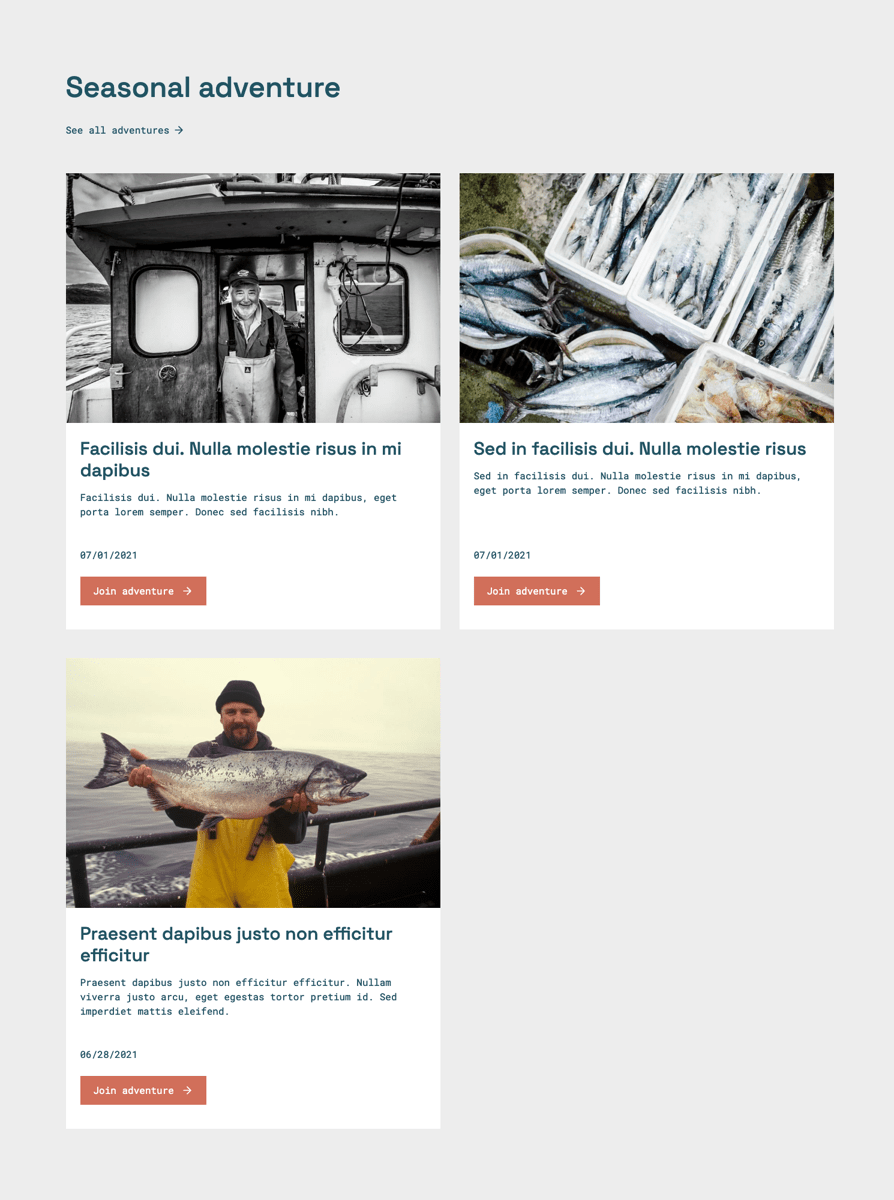 Seasonal adventure
See all adventures →
Facilisis dui. Nulla molestie risus in mi
dapibus
Facilisis dui. Nulla molestie risus in mi dapibus, eget
porta lorem semper. Donec sed facilisis nibh.
07/01/2021
Join adventure →
Sed in facilisis dui. Nulla molestie risus
Sed in facilisis dui. Nulla molestie risus in mi dapibus,
eget porta lorem semper. Donec sed facilisis nibh.
07/01/2021
Join adventure →
Praesent dapibus justo non efficitur
efficitur
Praesent dapibus justo non efficitur efficitur. Nullam
viverra justo arcu, eget egestas tortor pretium id. Sed
imperdiet mattis eleifend.
06/28/2021
Join adventure →